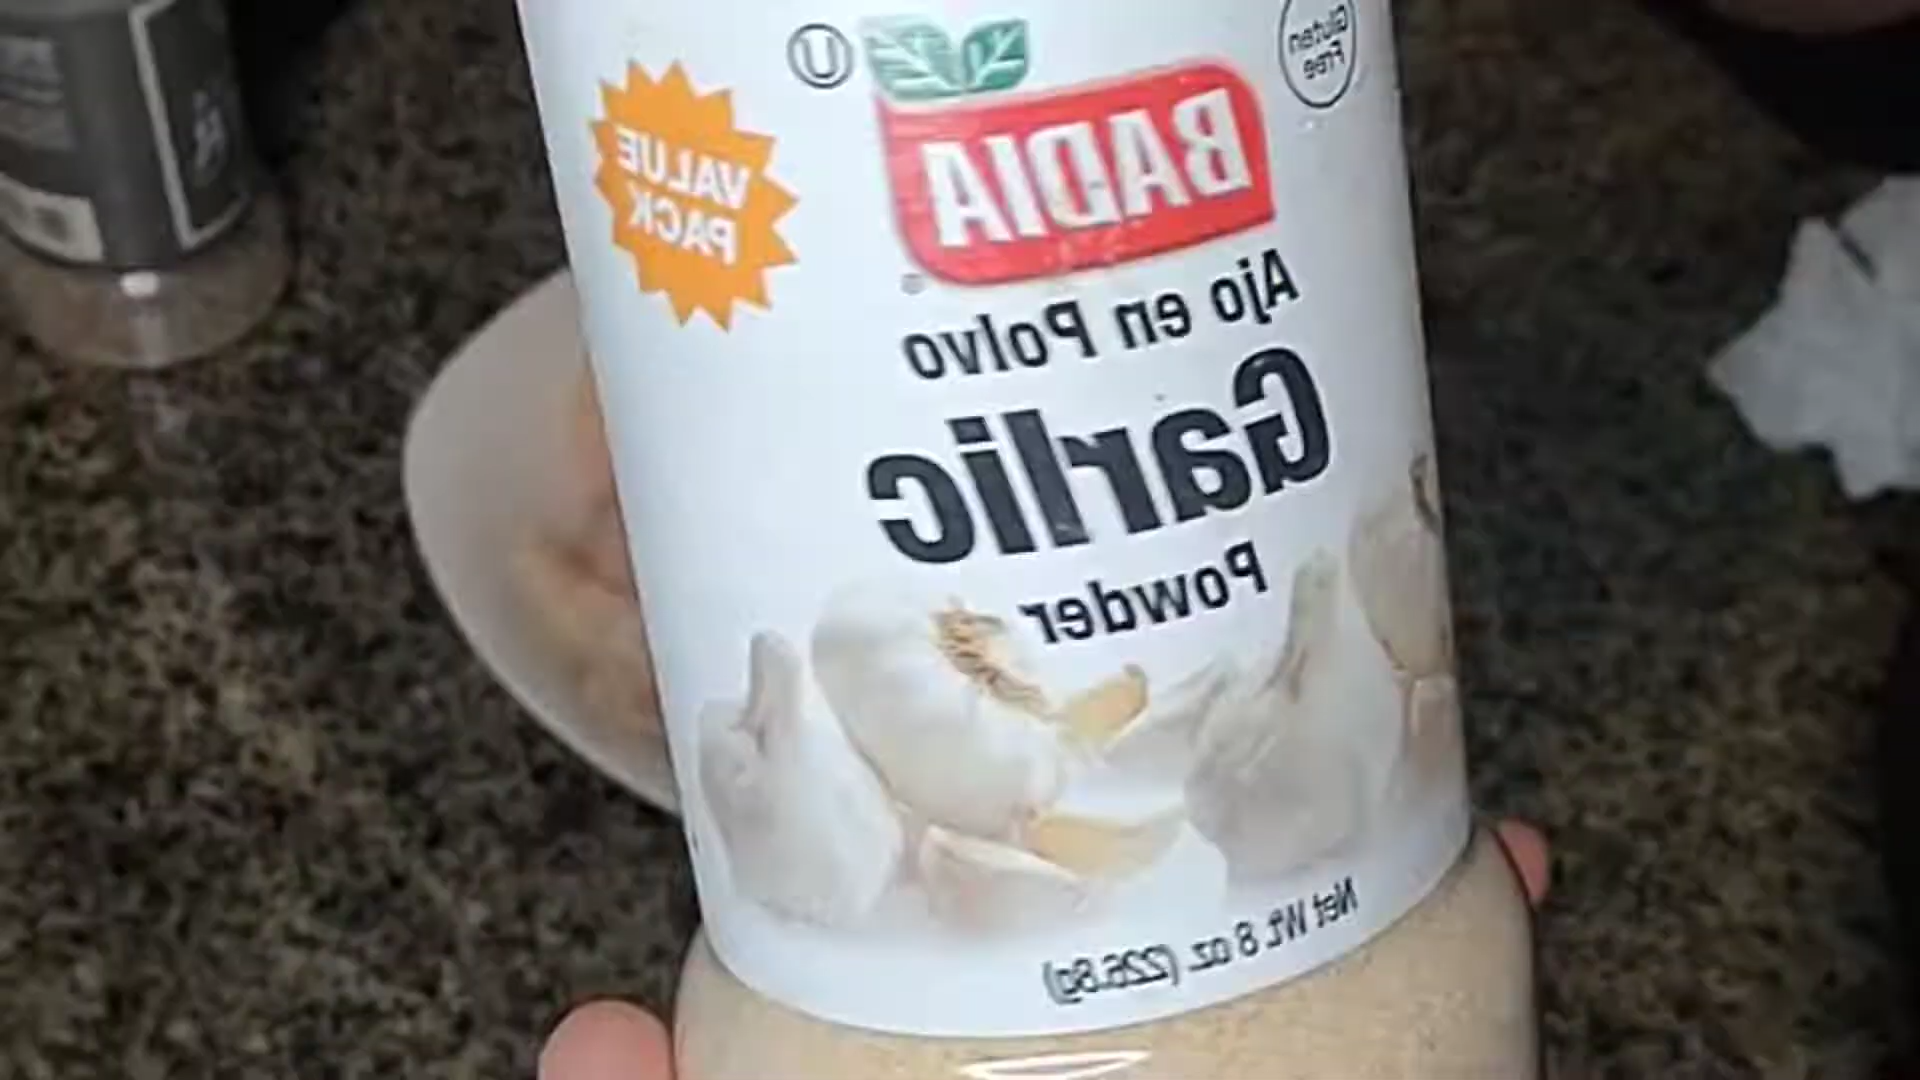 U
Gluten
Free
BADIA
®
VALUE
PACK
Ajo en Polvo
Garlic
Powder
Net Wt. 8 oz. (226.8g)